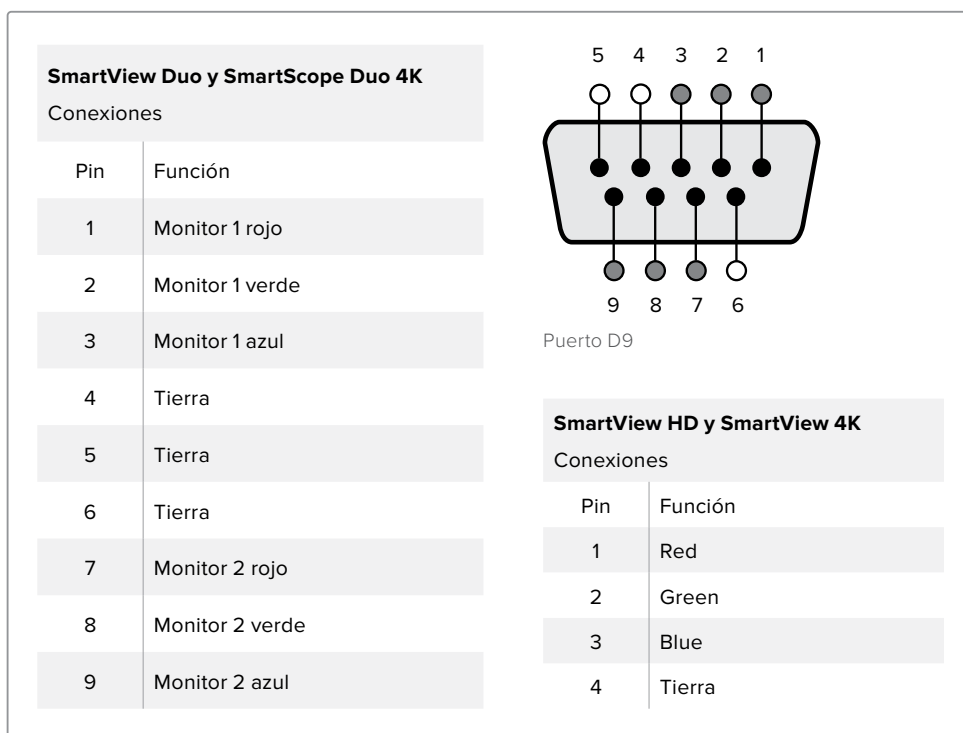 SmartView Duo y SmartScope Duo 4K
Conexiones
Pin Función
1 Monitor 1 rojo
2 Monitor 1 verde
3 Monitor 1 azul
4 Tierra
5 Tierra
6 Tierra
7 Monitor 2 rojo
8 Monitor 2 verde
9 Monitor 2 azul
5 4 3 2 1
9 8 7 6
Puerto D9
SmartView HD y SmartView 4K
Conexiones
Pin Función
1 Red
2 Green
3 Blue
4 Tierra